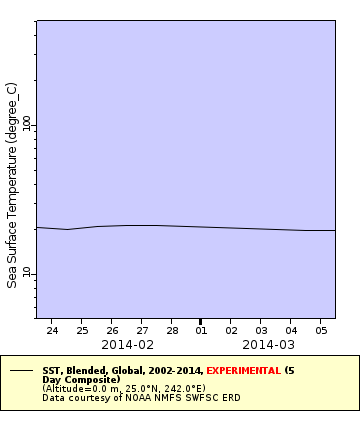 Sea Surface Temperature (degree_C)
100
10
24 25 26 27 28 01 02 03 04 05
2014-02 2014-03
SST, Blended, Global, 2002-2014, EXPERIMENTAL (5
Day Composite)
(Altitude=0.0 m, 25.0°N, 242.0°E)
Data courtesy of NOAA NMFS SWFSC ERD